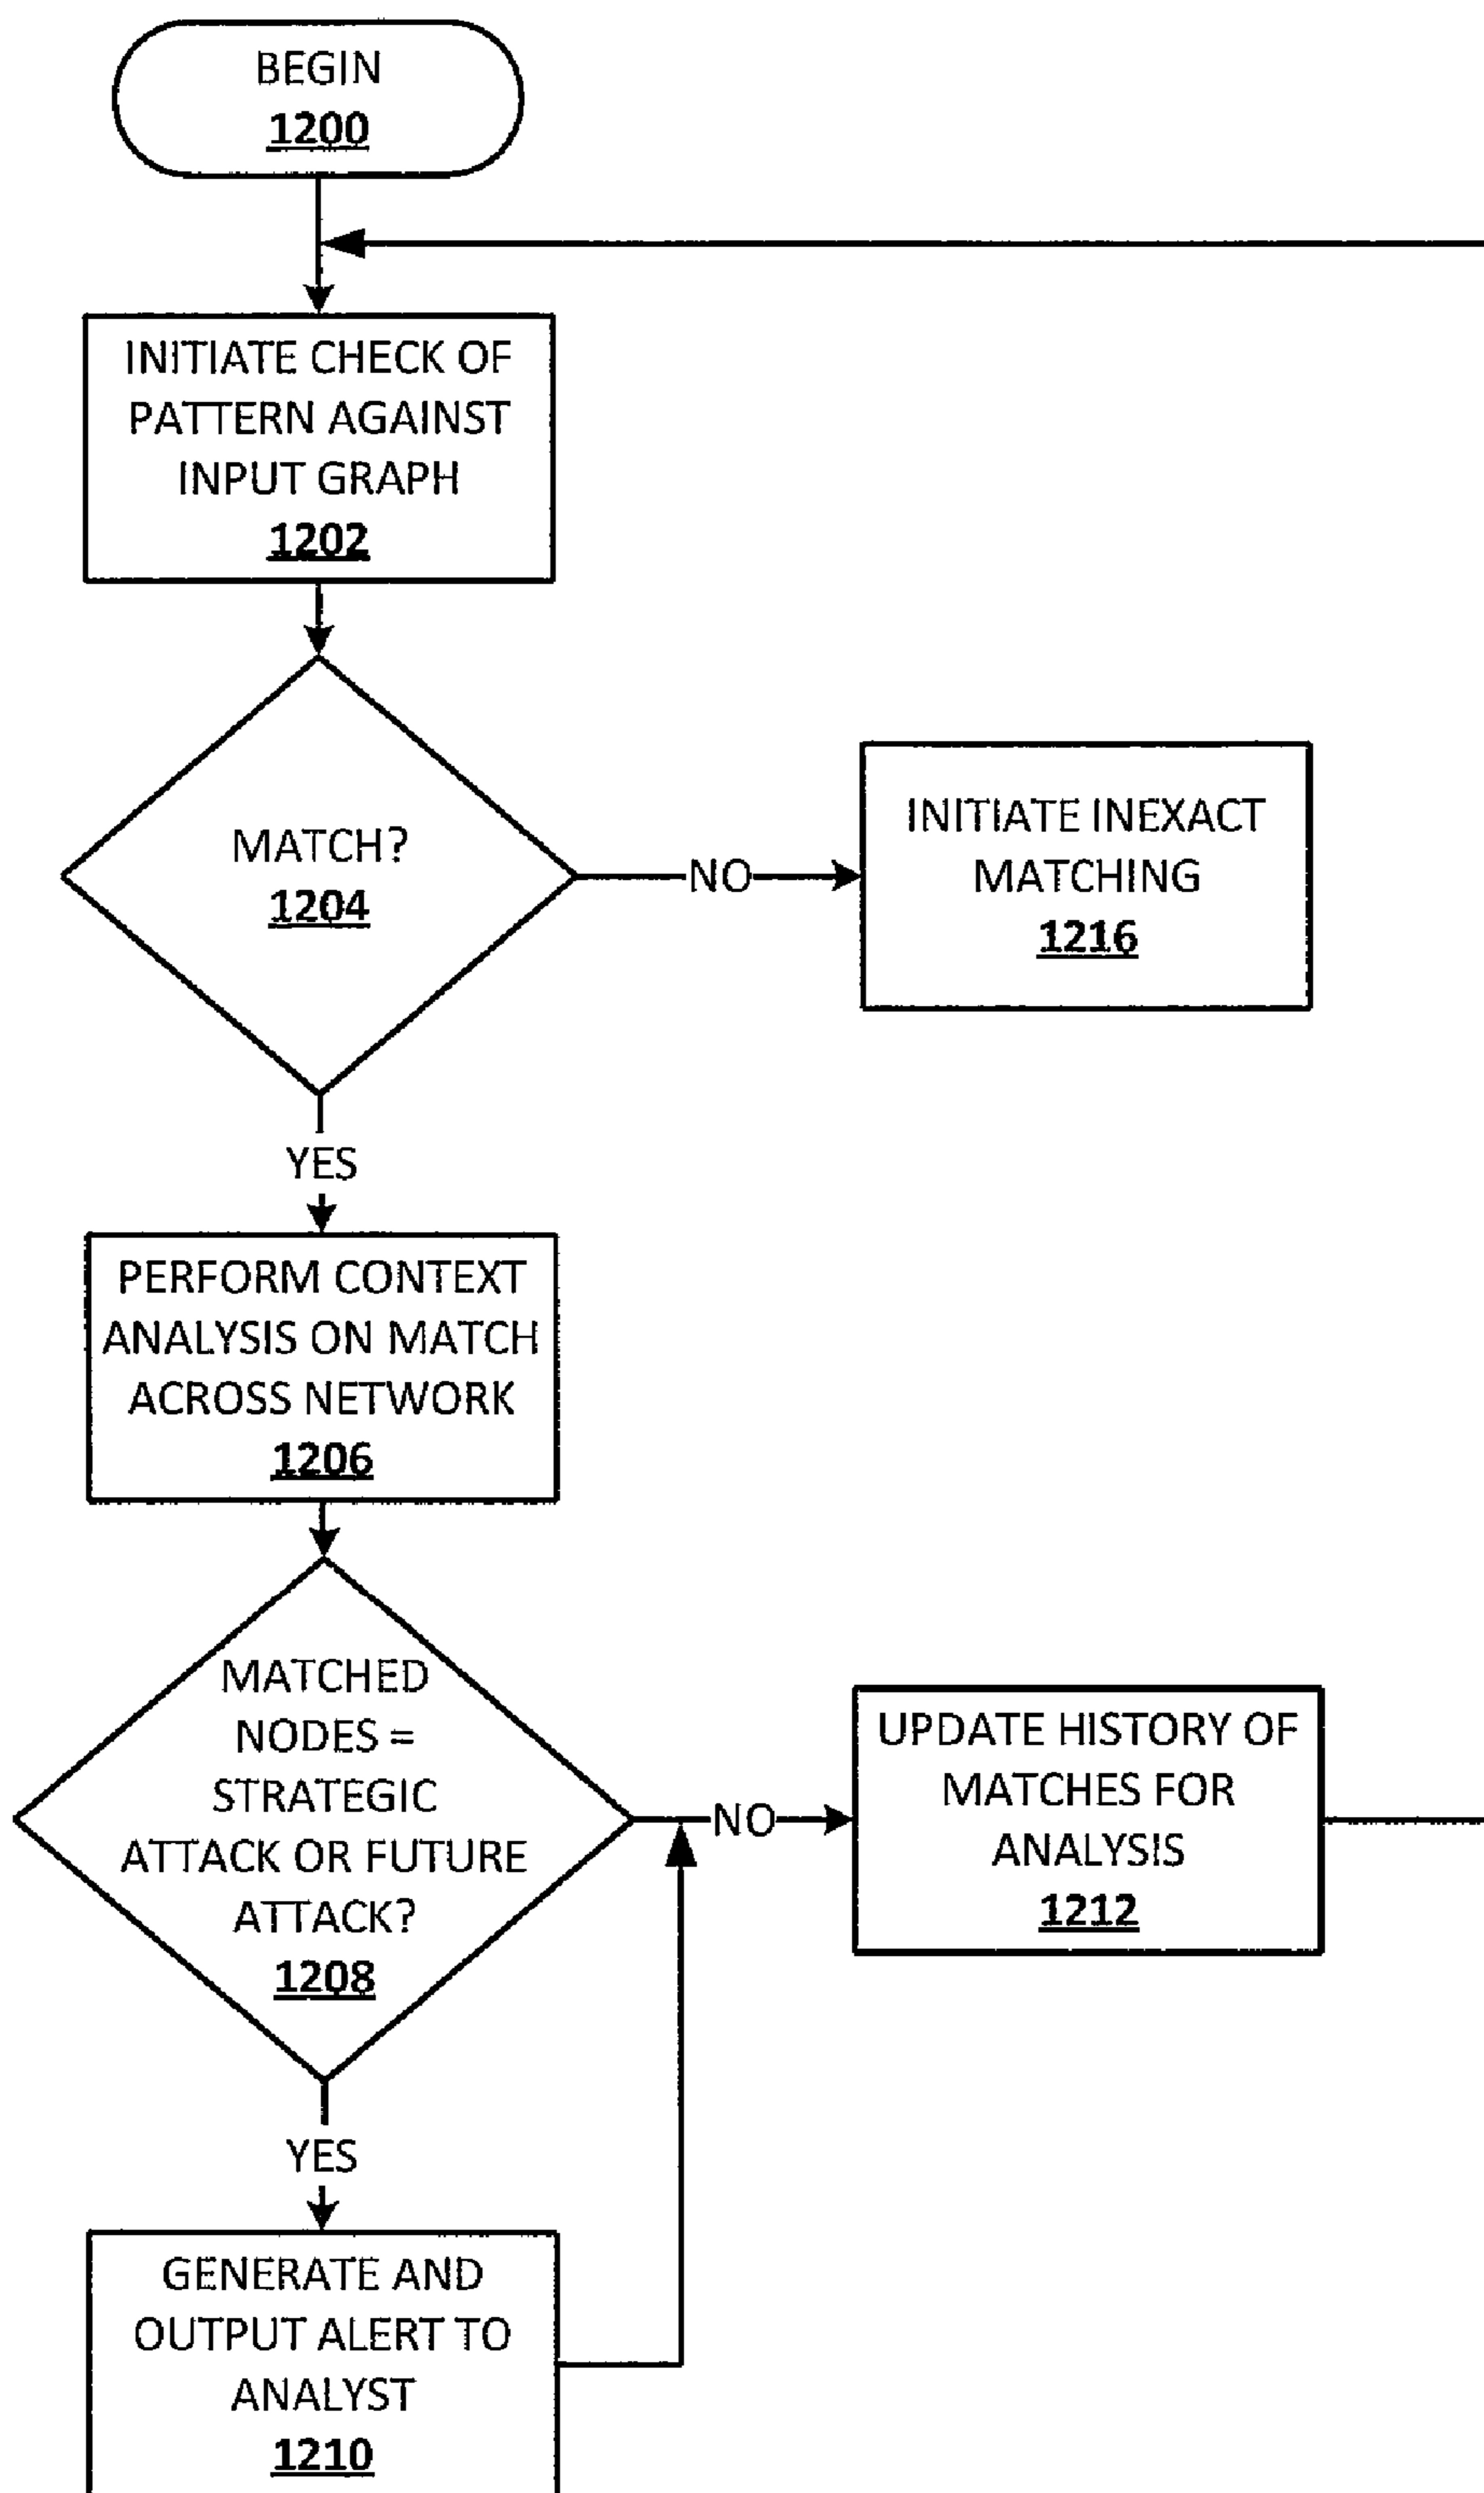 BEGIN
1200
INITIATE CHECK OF
PATTERN AGAINST
INPUT GRAPH
1202
MATCH?
1204
NO
INITIATE INEXACT
MATCHING
1216
YES
PERFORM CONTEXT
ANALYSIS ON MATCH
ACROSS NETWORK
1206
MATCHED
NODES =
STRATEGIC
ATTACK OR FUTURE
ATTACK?
1208
NO
UPDATE HISTORY OF
MATCHES FOR
ANALYSIS
1212
YES
GENERATE AND
OUTPUT ALERT TO
ANALYST
1210